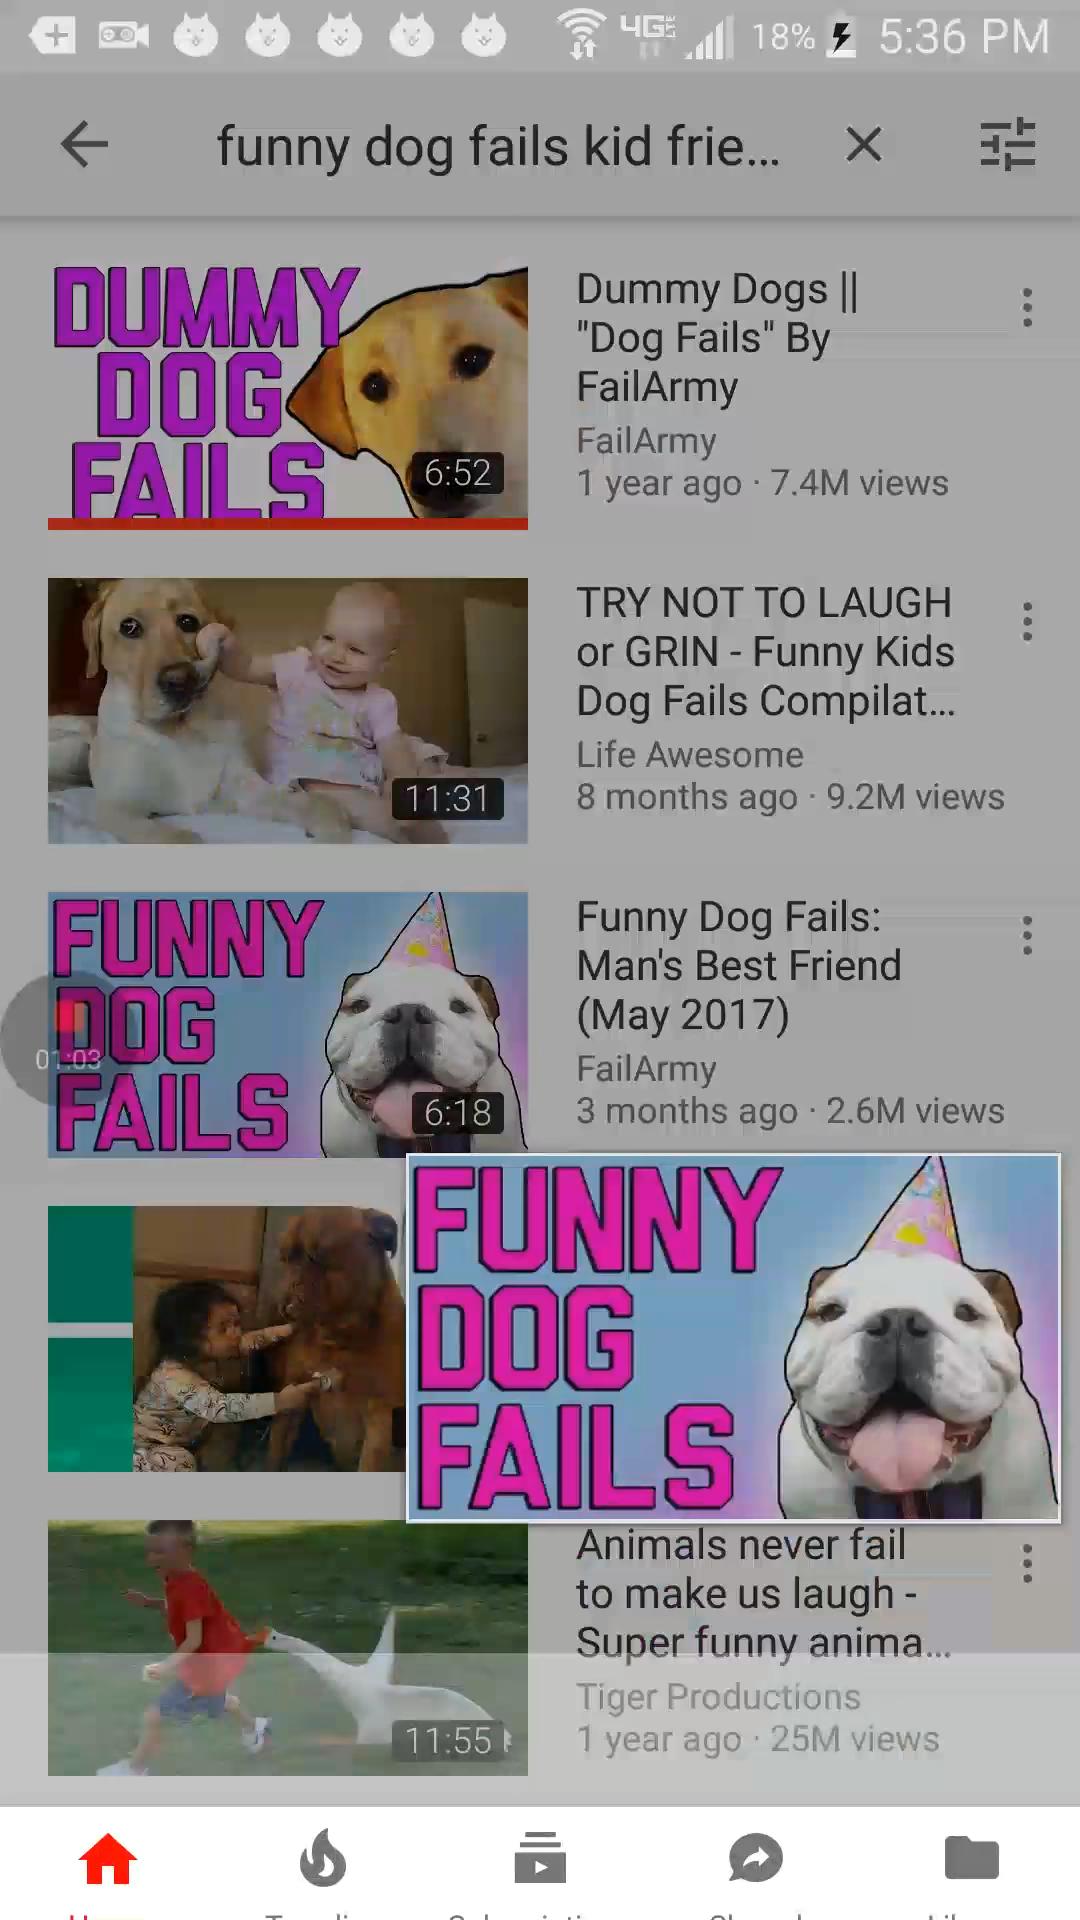 4G LTE 18% 5:36 PM
funny dog fails kid frie...
DUMMY
DOG
FAILS
6:52
Dummy Dogs ||
"Dog Fails" By
FailArmy
FailArmy
1 year ago · 7.4M views
11:31
TRY NOT TO LAUGH
or GRIN - Funny Kids
Dog Fails Compilat...
Life Awesome
8 months ago · 9.2M views
FUNNY
DOG
FAILS
01:03
6:18
Funny Dog Fails:
Man's Best Friend
(May 2017)
FailArmy
3 months ago · 2.6M views
FUNNY
DOG
FAILS
11:55
Animals never fail
to make us laugh -
Super funny anima...
Tiger Productions
1 year ago · 25M views